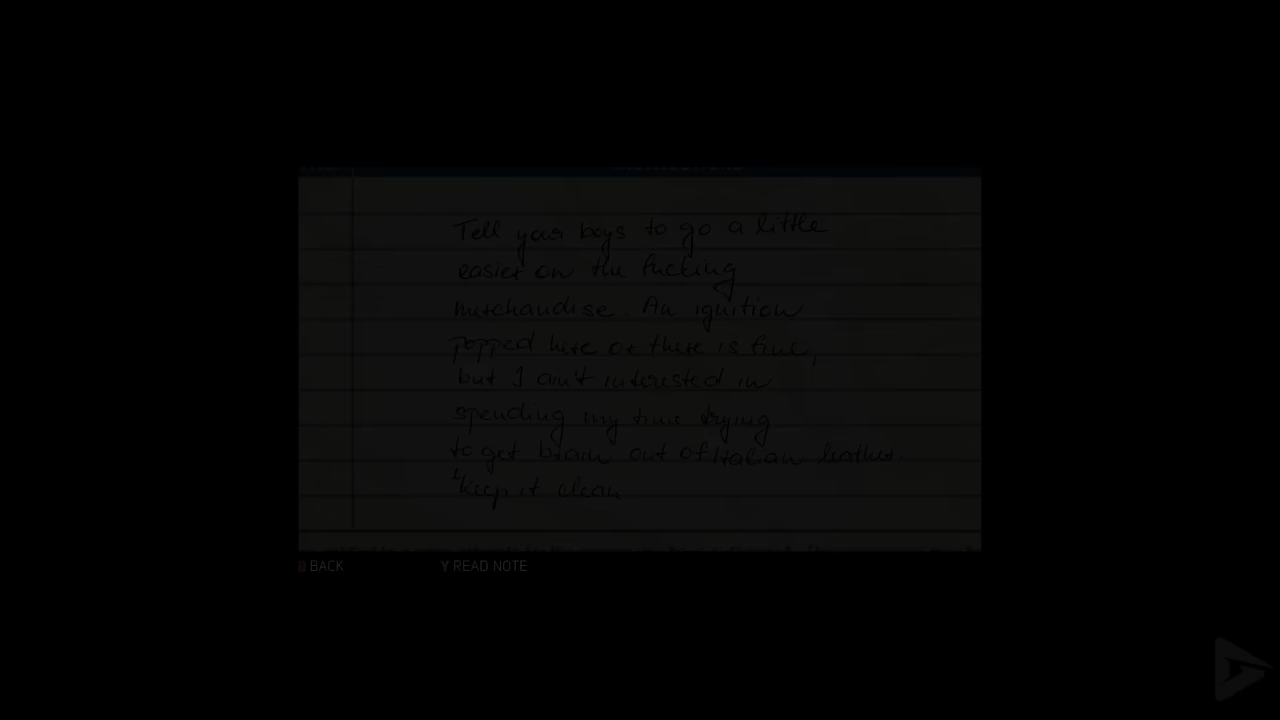 Tell your boys to go a little
easier on the fucking
merchandise. An ignition
popped here or there is fine,
but I ain't interested in
spending my time trying
to get brain out of Italian leather.
Keep it clean
BACK
Y READ NOTE